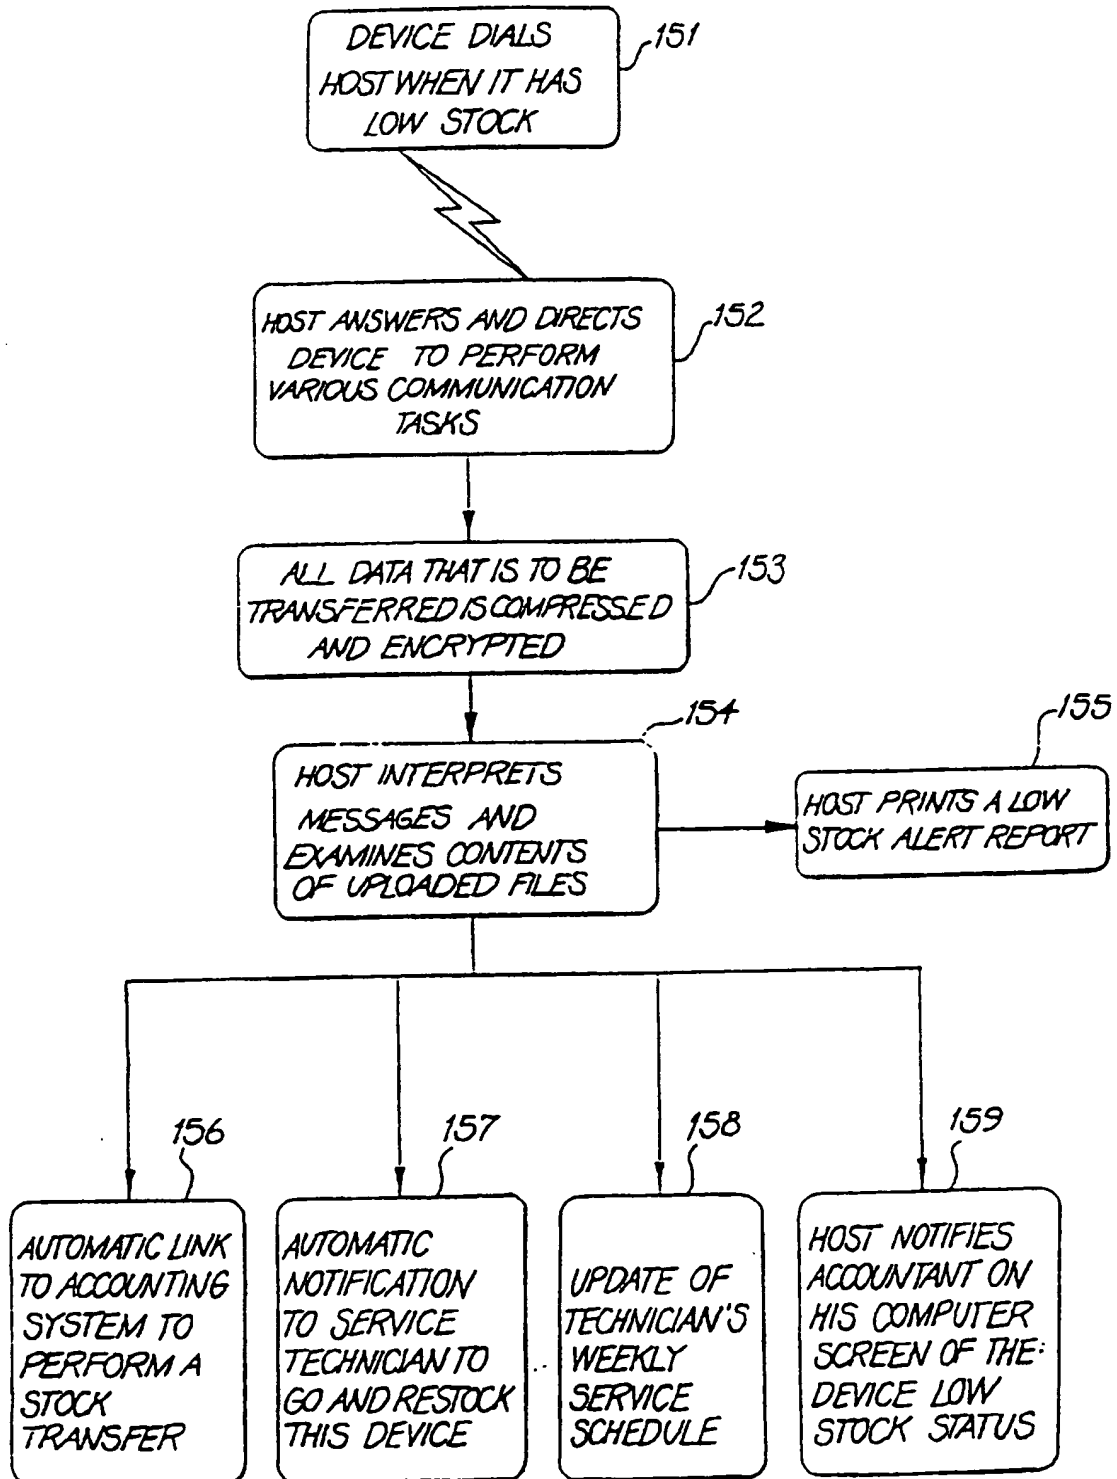 DEVICE DIALS
HOST WHEN IT HAS
LOW STOCK
151
HOST ANSWERS AND DIRECTS
DEVICE TO PERFORM
VARIOUS COMMUNICATION
TASKS
152
ALL DATA THAT IS TO BE
TRANSFERRED IS COMPRESSED
AND ENCRYPTED
153
HOST INTERPRETS
MESSAGES AND
EXAMINES CONTENTS
OF UPLOADED FILES
154
HOST PRINTS A LOW
STOCK ALERT REPORT
155
156
AUTOMATIC LINK
TO ACCOUNTING
SYSTEM TO
PERFORM A
STOCK
TRANSFER
157
AUTOMATIC
NOTIFICATION
TO SERVICE
TECHNICIAN TO
GO AND RESTOCK
THIS DEVICE
158
UPDATE OF
TECHNICIAN'S
WEEKLY
SERVICE
SCHEDULE
159
HOST NOTIFIES
ACCOUNTANT ON
HIS COMPUTER
SCREEN OF THE:
DEVICE LOW
STOCK STATUS